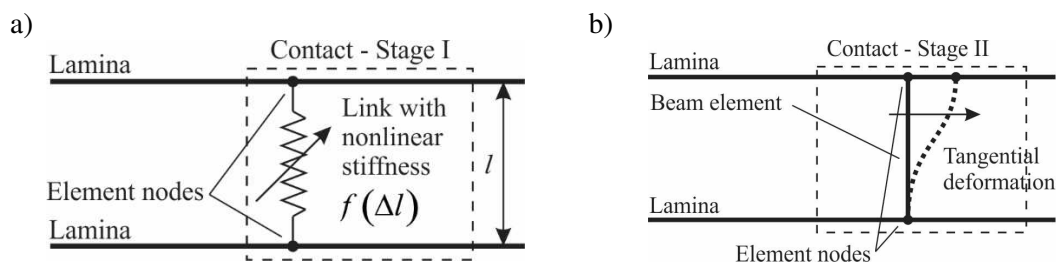 a)
Contact - Stage I
Lamina
Link with
nonlinear
stiffness
f(Δl)
l
Element nodes
Lamina
b)
Contact - Stage II
Lamina
Beam element
Tangential
deformation
Lamina
Element nodes